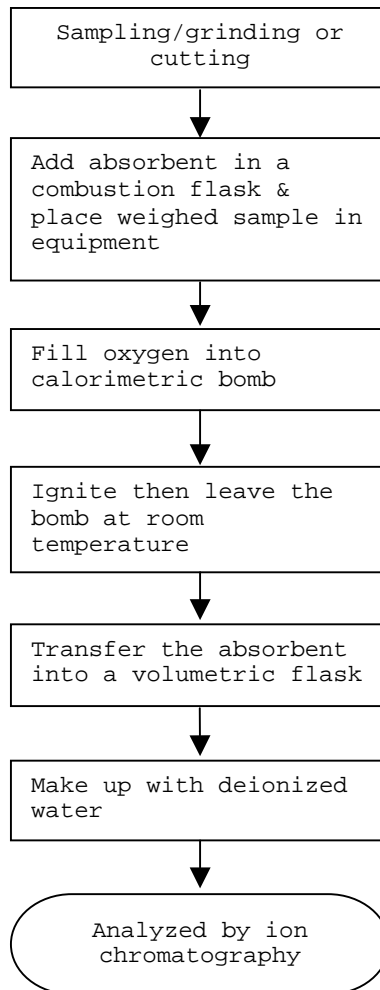 Sampling/grinding or
cutting
Add absorbent in a
combustion flask &
place weighed sample in
equipment
Fill oxygen into
calorimetric bomb
Ignite then leave the
bomb at room
temperature
Transfer the absorbent
into a volumetric flask
Make up with deionized
water
Analyzed by ion
chromatography